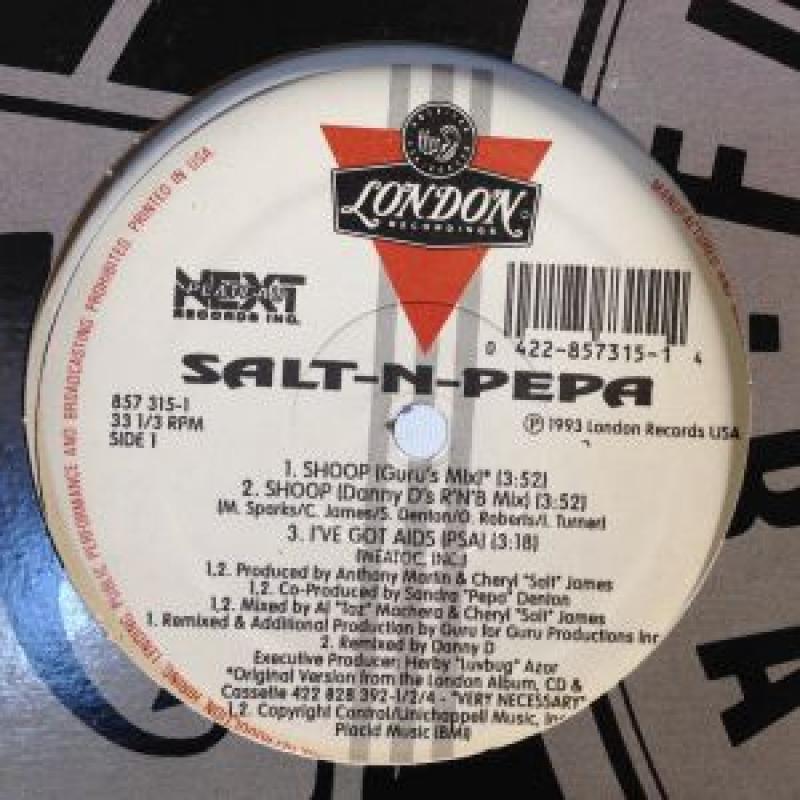 LONDON
RECORDINGS
NEXT
PLATEAU
RECORDS INC.
0 422-857315-1 4
SALT-N-PEPA
857 315-1
33 1/3 RPM
SIDE 1
Ⓟ 1993 London Records USA
1. SHOOP (Guru's Mix)* (3:52)
2. SHOOP (Danny D's R'N'B Mix) (3:52)
(M. Sparks/C. James/S. Denton/O. Roberts/I. Turner)
3. I'VE GOT AIDS (PSA) (3:18)
(WEATOC, INC.)
1,2. Produced by Anthony Martin & Cheryl "Salt" James
1,2. Co-Produced by Sandra "Pepa" Denton
1,2. Mixed by Al "Taz" Machera & Cheryl "Salt" James
1. Remixed & Additional Production by Guru for Guru Productions Inc
2. Remixed by Danny D
Executive Producer: Herby "Luvbug" Azor
*Original Version from the London Album, CD &
Cassette 422 828 392-1/2/4 - "VERY NECESSARY"
1,2. Copyright Control/Unichappell Music, Inc
Placid Music (BMI)
HIRING, LENDING, PUBLIC PERFORMANCE AND BROADCASTING PROHIBITED. PRINTED IN USA
MANUFACTURED